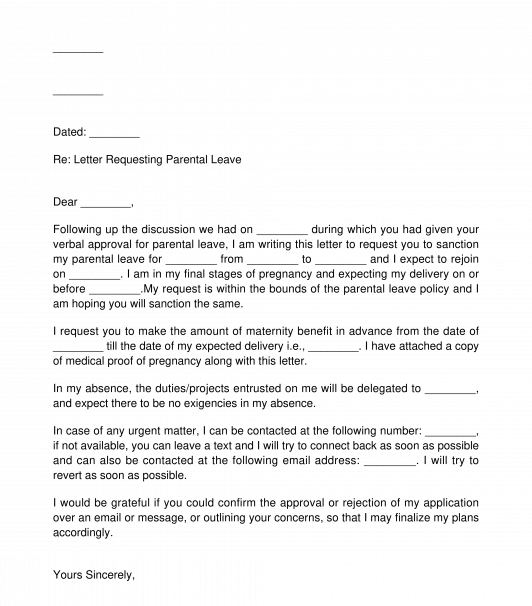 ________
________
Dated: ________
Re: Letter Requesting Parental Leave
Dear ________,
Following up the discussion we had on ________ during which you had given your
verbal approval for parental leave, I am writing this letter to request you to sanction
my parental leave for ________ from ________ to ________ and I expect to rejoin
on ________. I am in my final stages of pregnancy and expecting my delivery on or
before ________.My request is within the bounds of the parental leave policy and I
am hoping you will sanction the same.
I request you to make the amount of maternity benefit in advance from the date of
________ till the date of my expected delivery i.e., ________. I have attached a copy
of medical proof of pregnancy along with this letter.
In my absence, the duties/projects entrusted on me will be delegated to ________,
and expect there to be no exigencies in my absence.
In case of any urgent matter, I can be contacted at the following number: ________,
if not available, you can leave a text and I will try to connect back as soon as possible
and can also be contacted at the following email address: ________. I will try to
revert as soon as possible.
I would be grateful if you could confirm the approval or rejection of my application
over an email or message, or outlining your concerns, so that I may finalize my plans
accordingly.
Yours Sincerely,